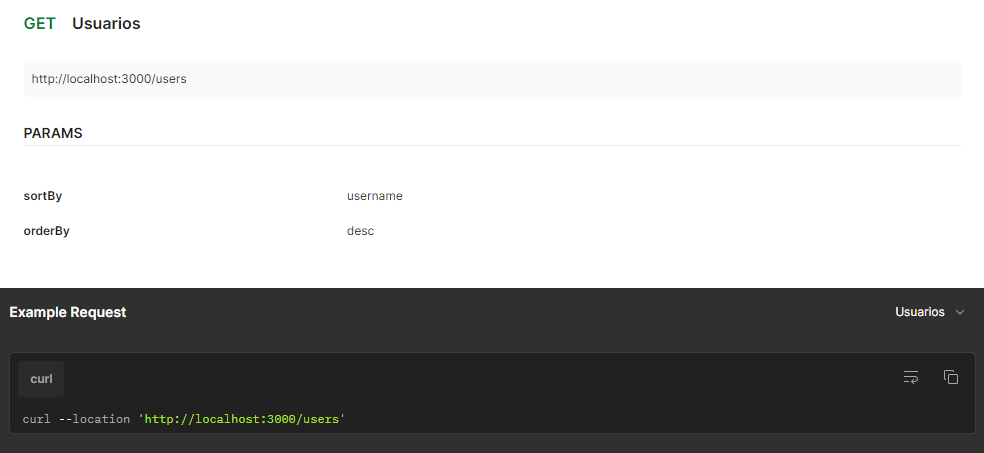 GET Usuarios
http://localhost:3000/users
PARAMS
sortBy username
orderBy desc
Example Request Usuarios
curl
curl --location 'http://localhost:3000/users'